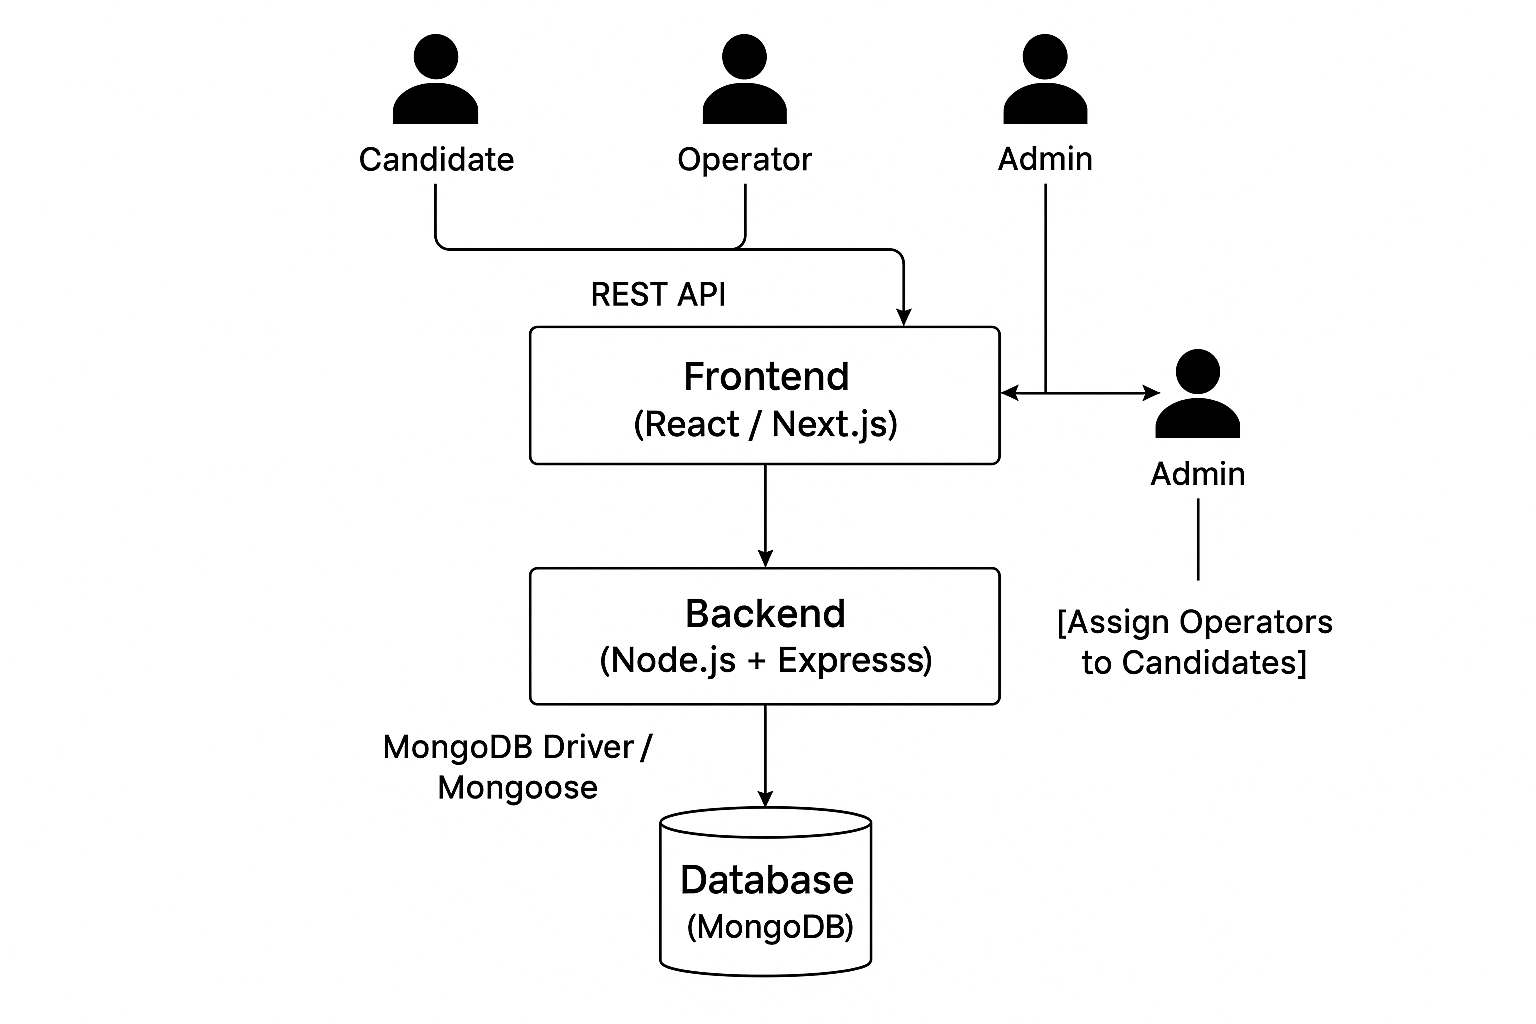 Candidate
Operator
Admin
REST API
Frontend
(React / Next.js)
Admin
Backend
(Node.js + Expresss)
[Assign Operators
to Candidates]
MongoDB Driver /
Mongoose
Database
(MongoDB)